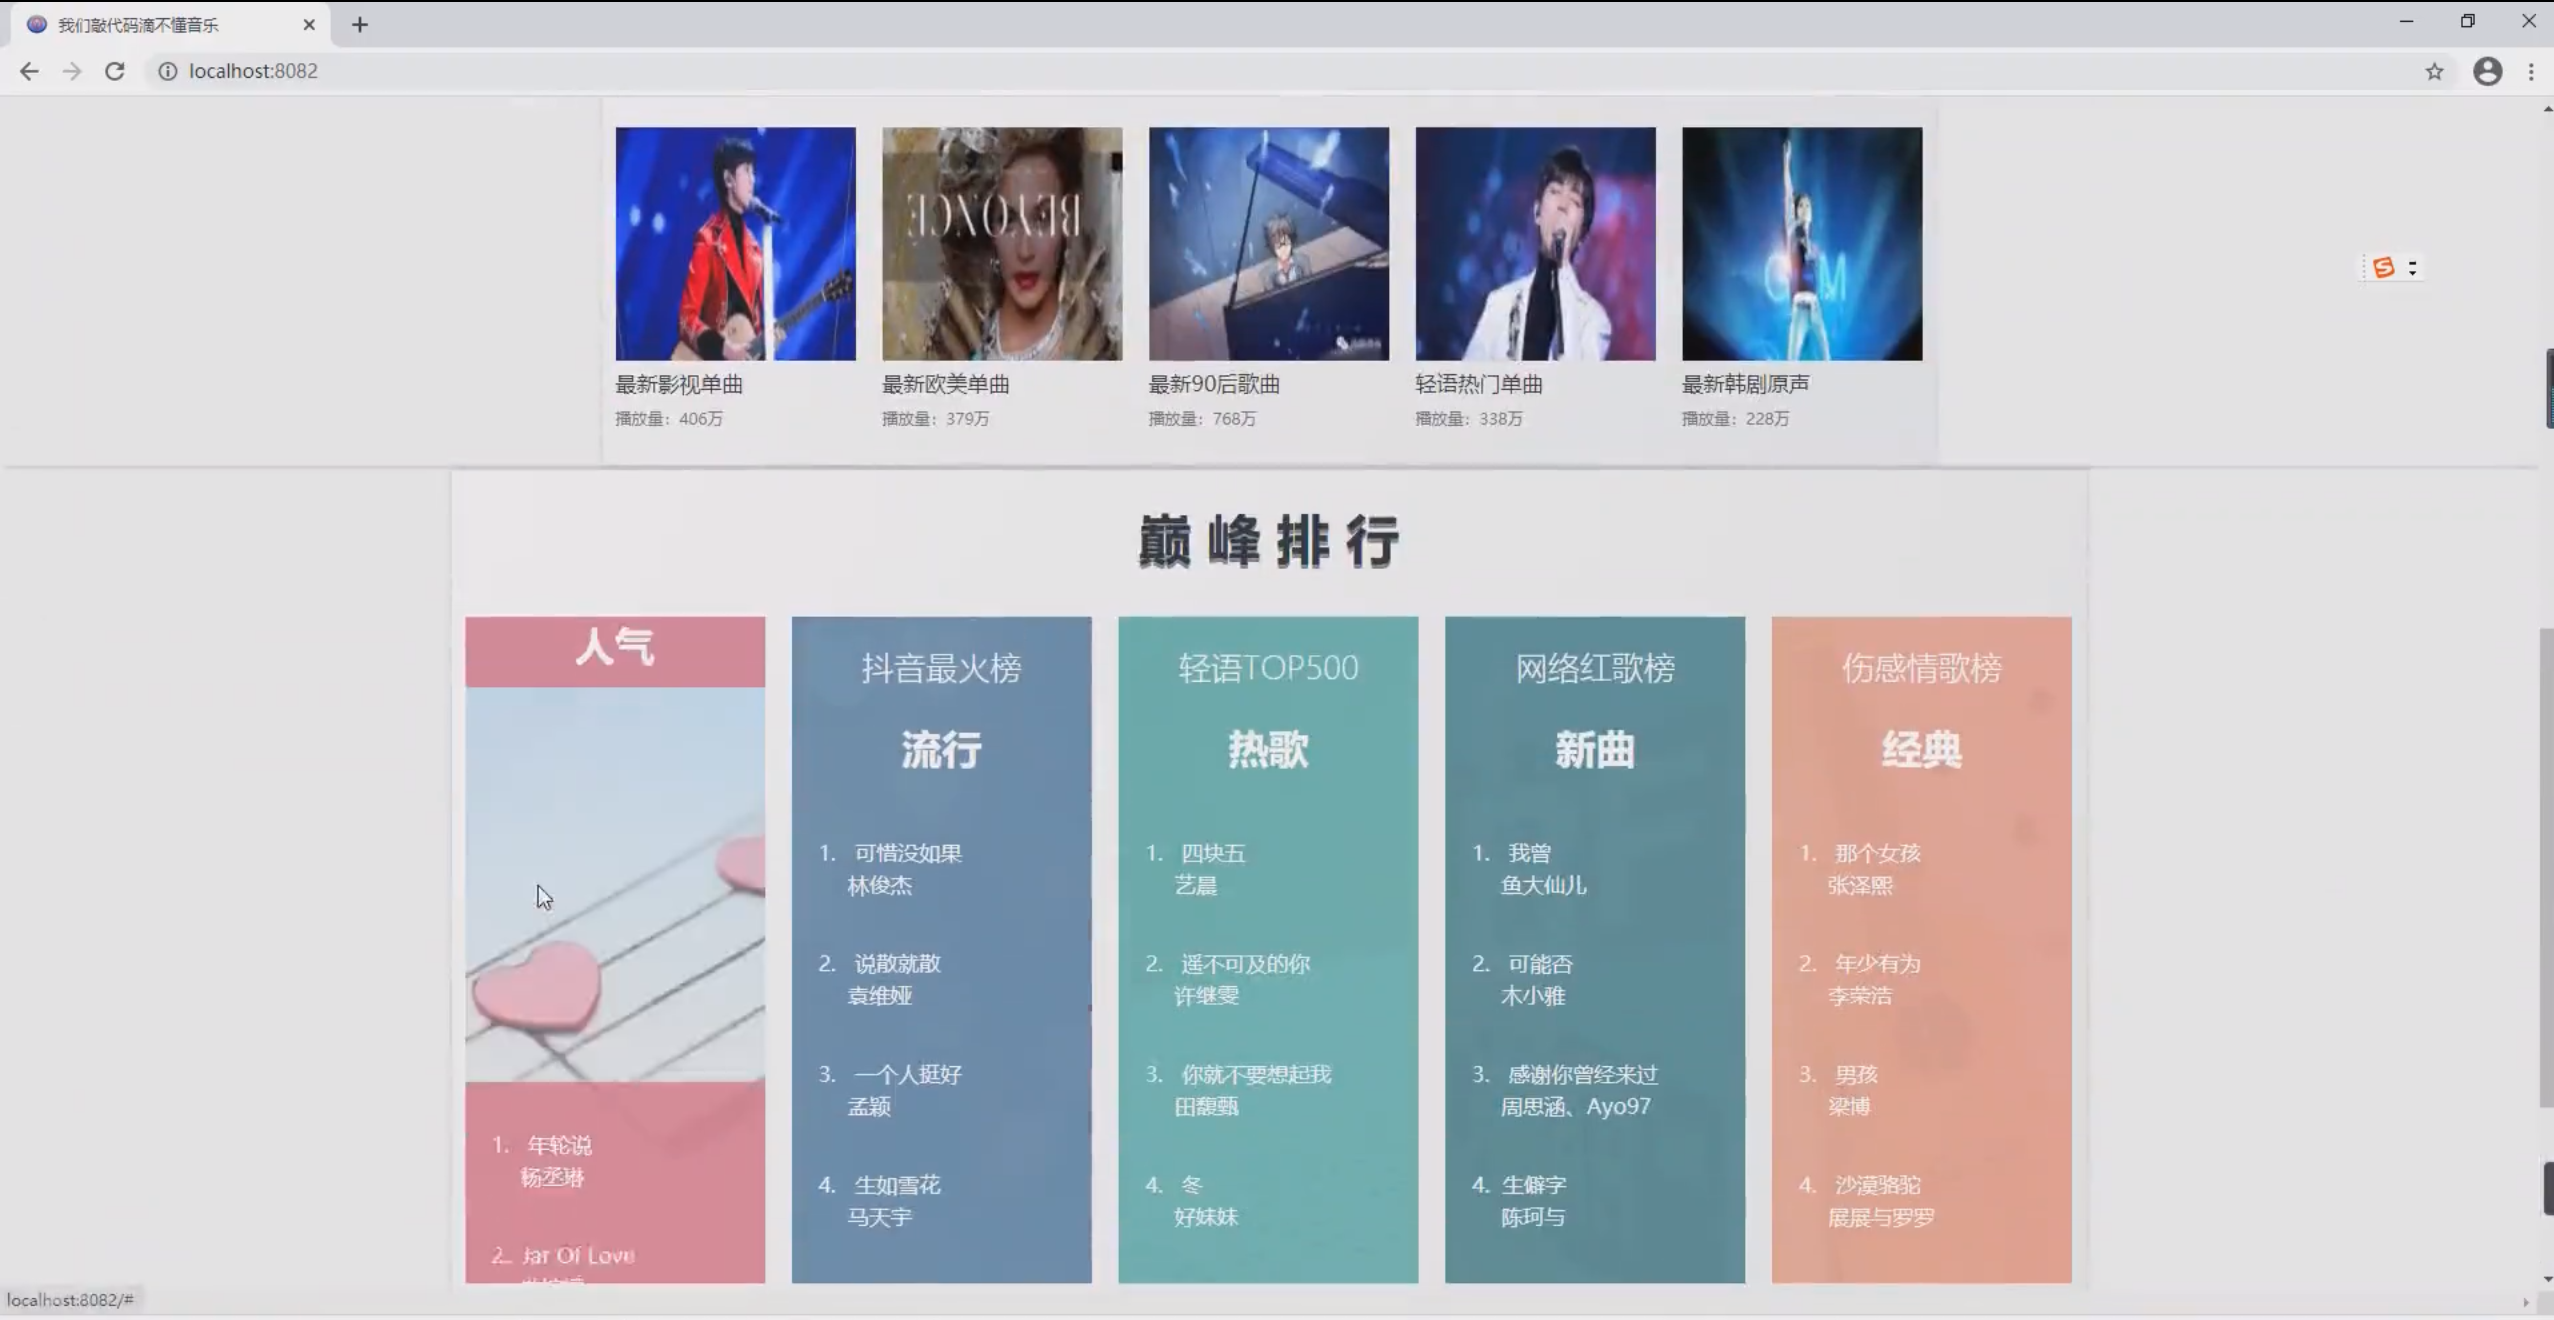 我们敲代码滴不懂音乐
localhost:8082
BEYONCE
最新影视单曲
播放量：406万
最新欧美单曲
播放量：379万
最新90后歌曲
播放量：768万
轻语热门单曲
播放量：338万
最新韩剧原声
播放量：228万
巅峰排行
人气
1. 年轮说
杨丞琳
2. Jar Of Love
抖音最火榜
流行
1. 可惜没如果
林俊杰
2. 说散就散
袁维娅
3. 一个人挺好
孟颖
4. 生如雪花
马天宇
轻语TOP500
热歌
1. 四块五
艺晨
2. 遥不可及的你
许继雯
3. 你就不要想起我
田馥甄
4. 冬
好妹妹
网络红歌榜
新曲
1. 我曾
鱼大仙儿
2. 可能否
木小雅
3. 感谢你曾经来过
周思涵、Ayo97
4. 生僻字
陈珂与
伤感情歌榜
经典
1. 那个女孩
张泽熙
2. 年少有为
李荣浩
3. 男孩
梁博
4. 沙漠骆驼
展展与罗罗
localhost:8082/#